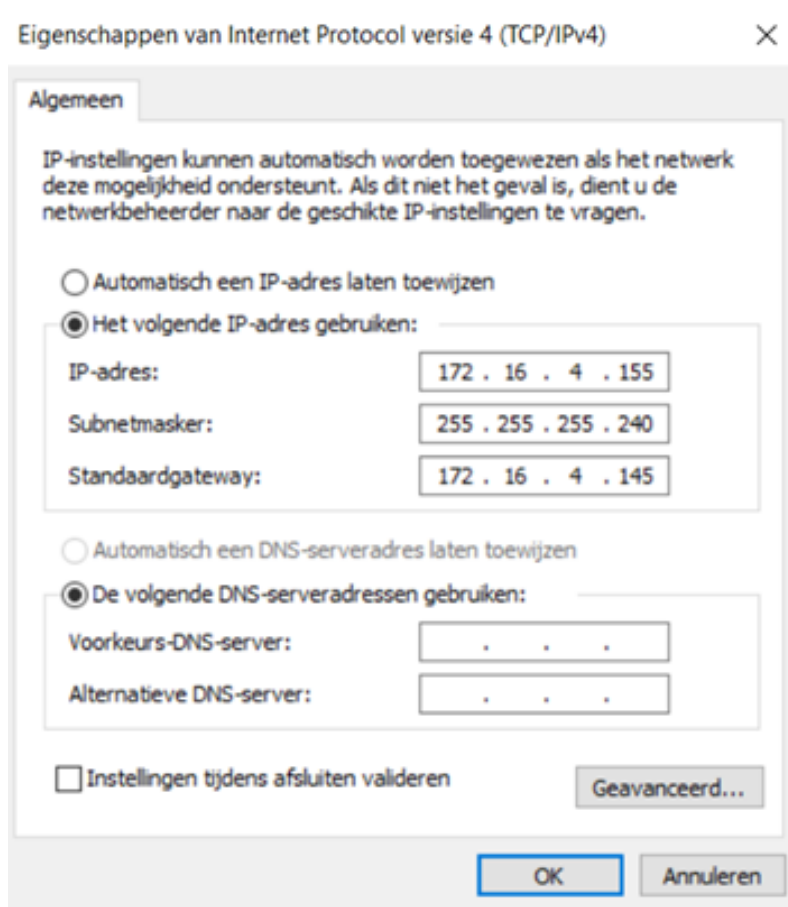 Eigenschappen van Internet Protocol versie 4 (TCP/IPv4)
Algemeen
IP-instellingen kunnen automatisch worden toegewezen als het netwerk
deze mogelijkheid ondersteunt. Als dit niet het geval is, dient u de
netwerkbeheerder naar de geschikte IP-instellingen te vragen.
Automatisch een IP-adres laten toewijzen
Het volgende IP-adres gebruiken:
IP-adres: 172 . 16 . 4 . 155
Subnetmasker: 255 . 255 . 255 . 240
Standaardgateway: 172 . 16 . 4 . 145
Automatisch een DNS-serveradres laten toewijzen
De volgende DNS-serveradressen gebruiken:
Voorkeurs-DNS-server: . . .
Alternatieve DNS-server: . . .
Instellingen tijdens afsluiten valideren
Geavanceerd...
OK Annuleren